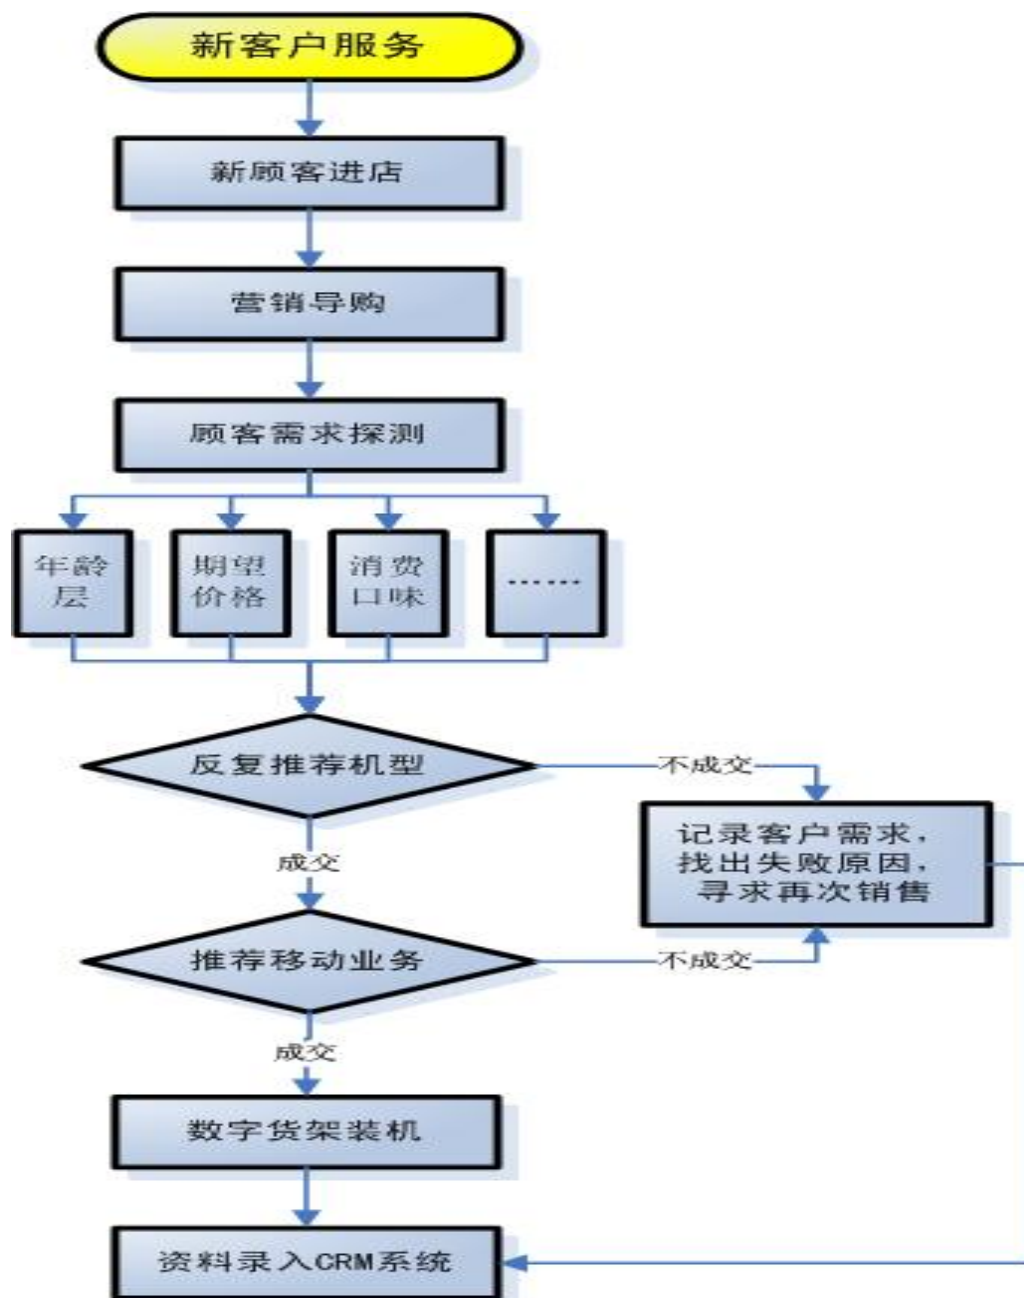 新客户服务
新顾客进店
营销导购
顾客需求探测
年龄
层
期望
价格
消费
口味
……
反复推荐机型
不成交
记录客户需求，
找出失败原因，
寻求再次销售
成交
推荐移动业务
不成交
成交
数字货架装机
资料录入CRM系统